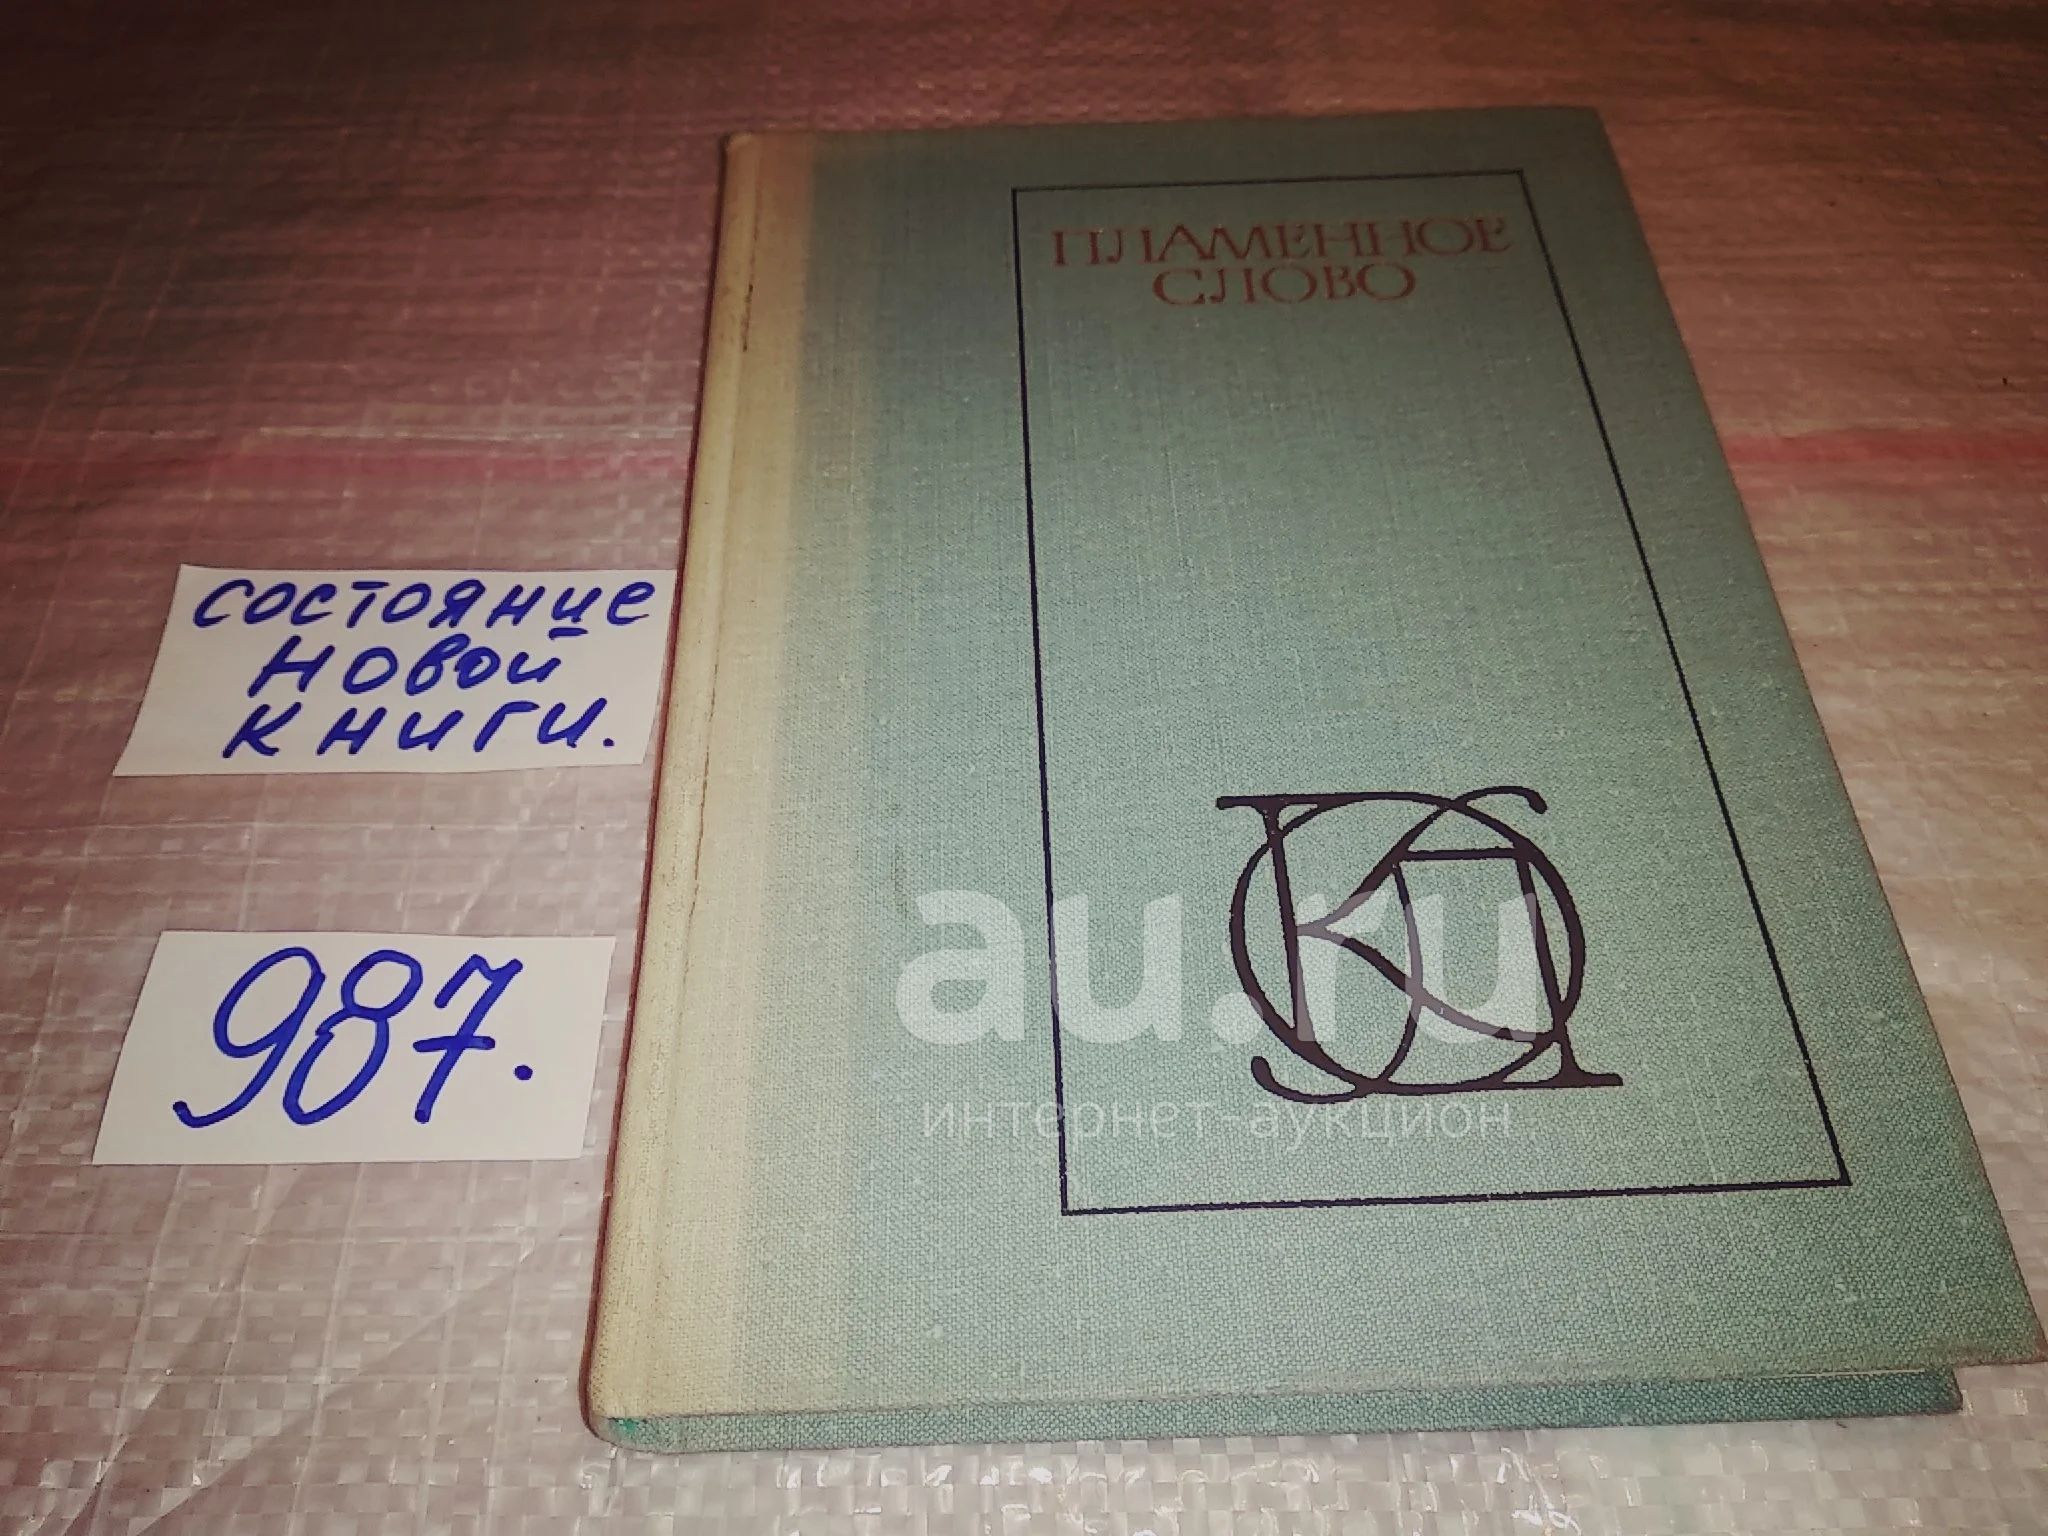 ПЛАМЕННОЕ
СЛОВО
состояние
новой
книги.
987.
au.ru
интернет-аукцион